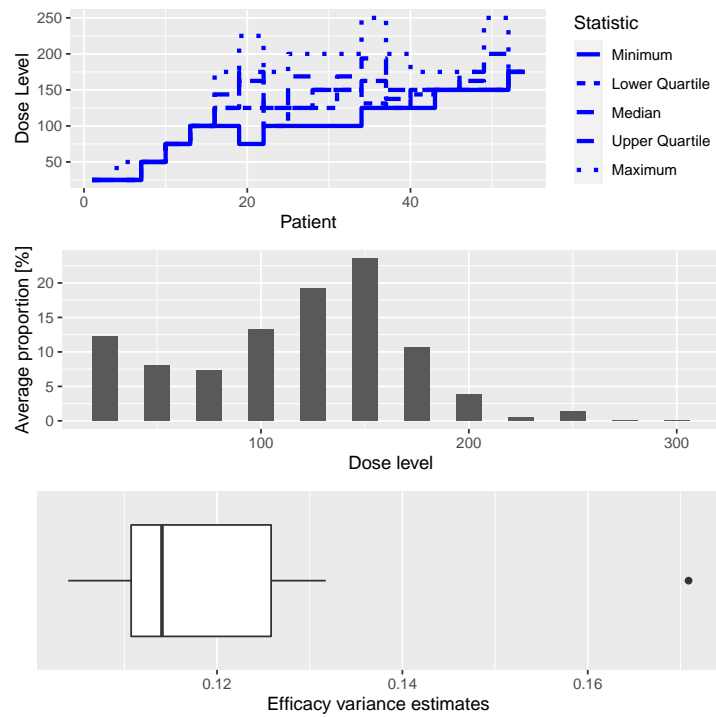 250
200
150
100
50
Dose Level
0
20
40
Patient
Statistic
Minimum
Lower Quartile
Median
Upper Quartile
Maximum
20
15
10
5
0
Average proportion [%]
100
200
300
Dose level
0.12
0.14
0.16
Efficacy variance estimates